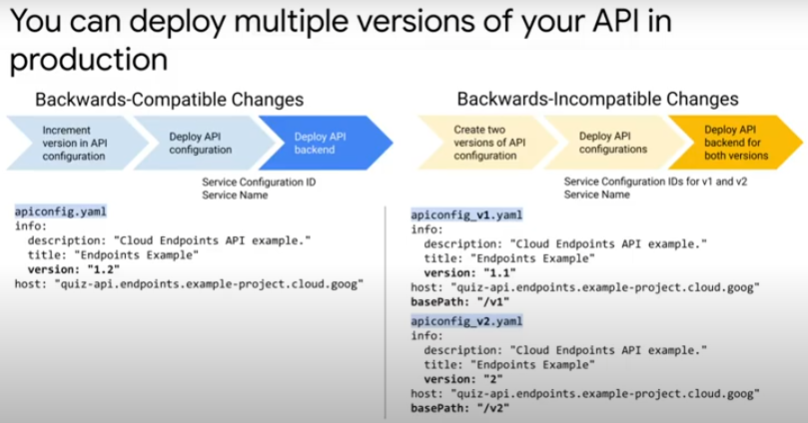 You can deploy multiple versions of your API in
production
Backwards-Compatible Changes
Increment
version in API
configuration
Deploy API
configuration
Deploy API
backend
Service Configuration ID
Service Name
apiconfig.yaml
info:
description: "Cloud Endpoints API example."
title: "Endpoints Example"
version: "1.2"
host: "quiz-api.endpoints.example-project.cloud.goog"
Backwards-Incompatible Changes
Create two
versions of API
configuration
Deploy API
configurations
Deploy API
backend for
both versions
Service Configuration IDs for v1 and v2
Service Name
apiconfig_v1.yaml
info:
description: "Cloud Endpoints API example."
title: "Endpoints Example"
version: "1.1"
host: "quiz-api.endpoints.example-project.cloud.goog"
basePath: "/v1"
apiconfig_v2.yaml
info:
description: "Cloud Endpoints API example."
title: "Endpoints Example"
version: "2"
host: "quiz-api.endpoints.example-project.cloud.goog"
basePath: "/v2"